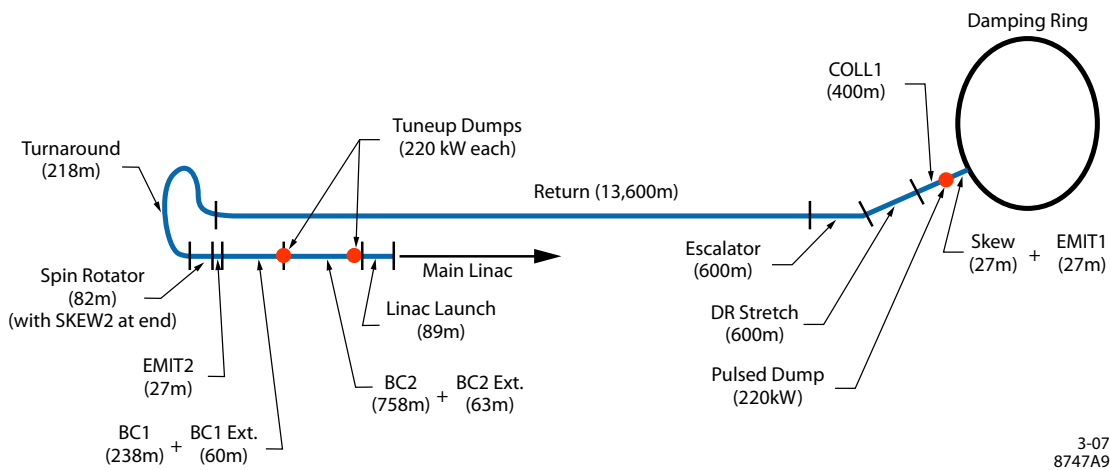 Damping Ring
COLL1
(400m)
Tuneup Dumps
(220 kW each)
Turnaround
(218m)
Return (13,600m)
Escalator
(600m)
Skew
(27m)
+
EMIT1
(27m)
Main Linac
Spin Rotator
(82m)
(with SKEW2 at end)
Linac Launch
(89m)
DR Stretch
(600m)
EMIT2
(27m)
BC2
(758m)
+
BC2 Ext.
(63m)
Pulsed Dump
(220kW)
BC1
(238m)
+
BC1 Ext.
(60m)
3-07
8747A9